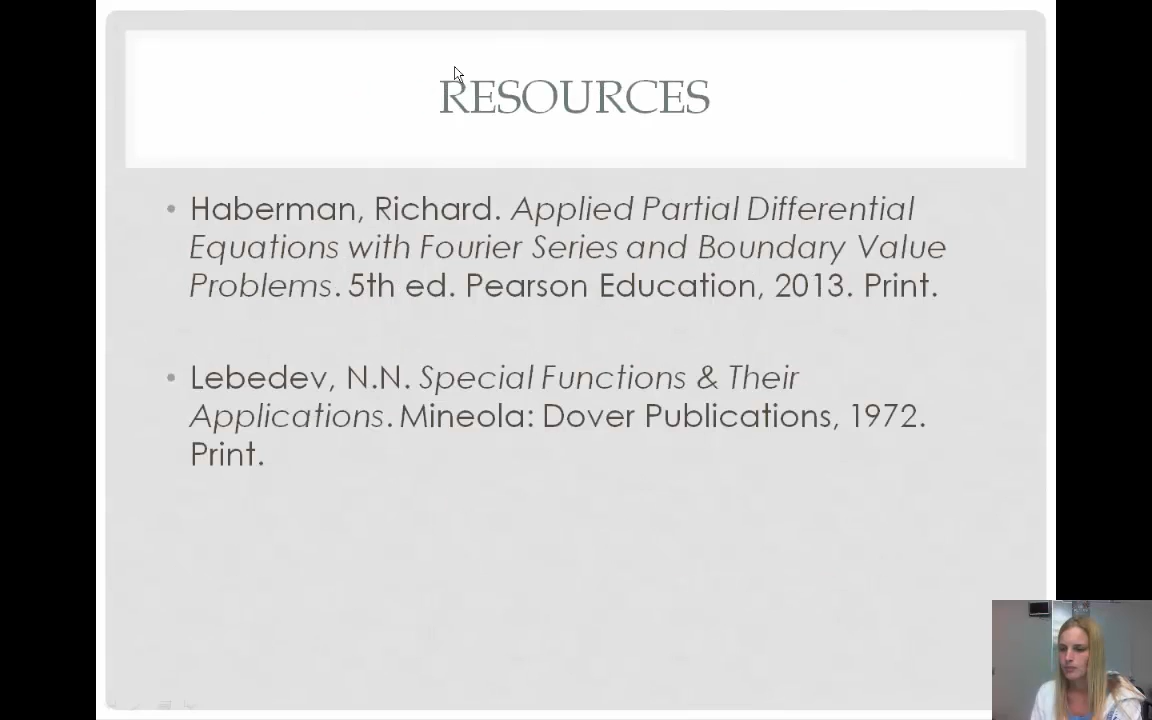 RESOURCES
• Haberman, Richard. Applied Partial Differential
Equations with Fourier Series and Boundary Value
Problems. 5th ed. Pearson Education, 2013. Print.
• Lebedev, N.N. Special Functions & Their
Applications. Mineola: Dover Publications, 1972.
Print.